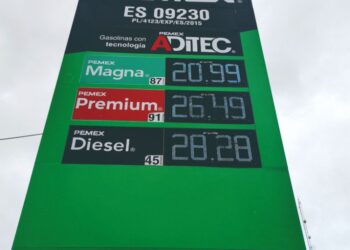 ES 09230
PL/4123/EXP/ES/2015
Gasolinas con
tecnología
PEMEX
ADITEC®
PEMEX
Magna® 87 20.99
PEMEX
Premium® 91 26.49
PEMEX
Diesel® 45 28.28